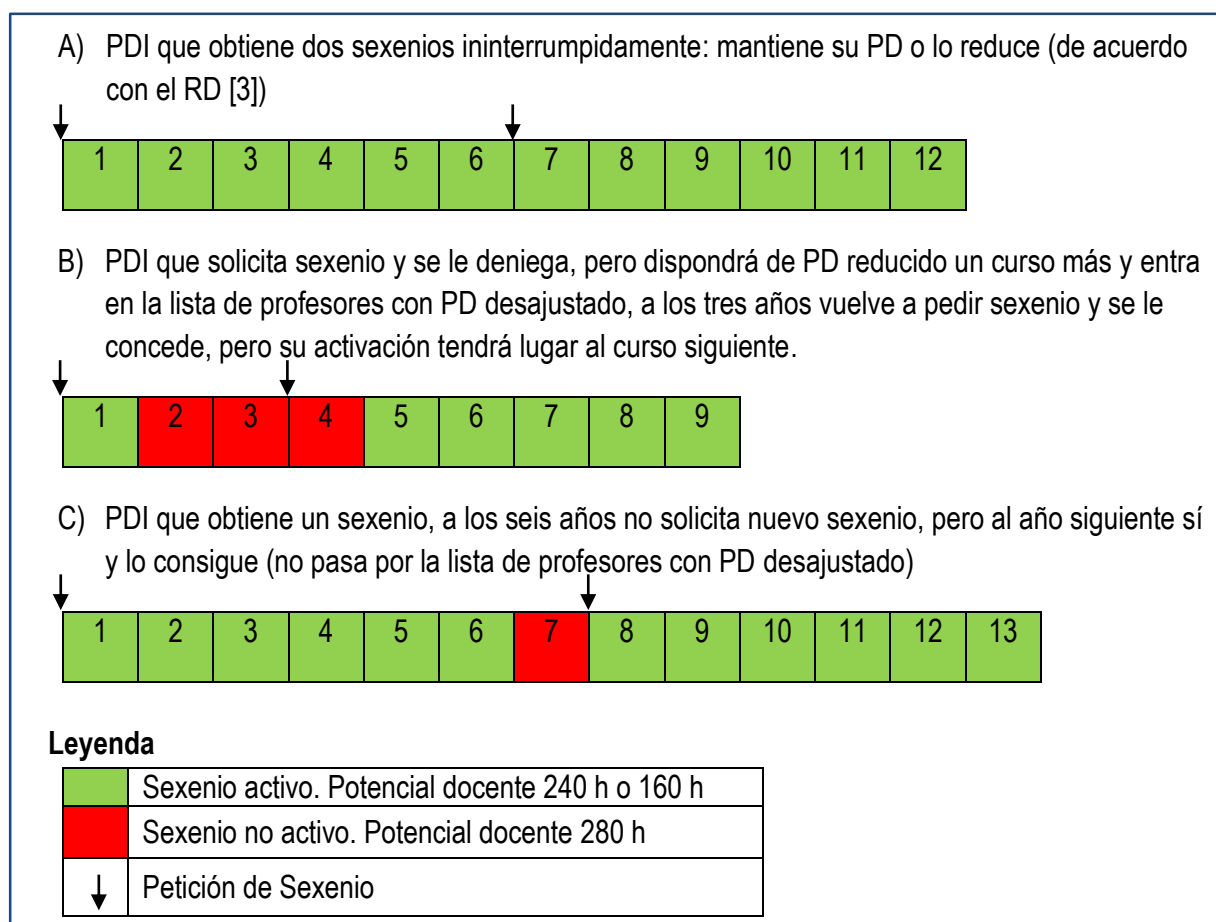 A) PDI que obtiene dos sexenios ininterrumpidamente: mantiene su PD o lo reduce (de acuerdo
con el RD [3])
1 2 3 4 5 6 7 8 9 10 11 12
B) PDI que solicita sexenio y se le deniega, pero dispondrá de PD reducido un curso más y entra
en la lista de profesores con PD desajustado, a los tres años vuelve a pedir sexenio y se le
concede, pero su activación tendrá lugar al curso siguiente.
1 2 3 4 5 6 7 8 9
C) PDI que obtiene un sexenio, a los seis años no solicita nuevo sexenio, pero al año siguiente sí
y lo consigue (no pasa por la lista de profesores con PD desajustado)
1 2 3 4 5 6 7 8 9 10 11 12 13
Leyenda
Sexenio activo. Potencial docente 240 h o 160 h
Sexenio no activo. Potencial docente 280 h
Petición de Sexenio